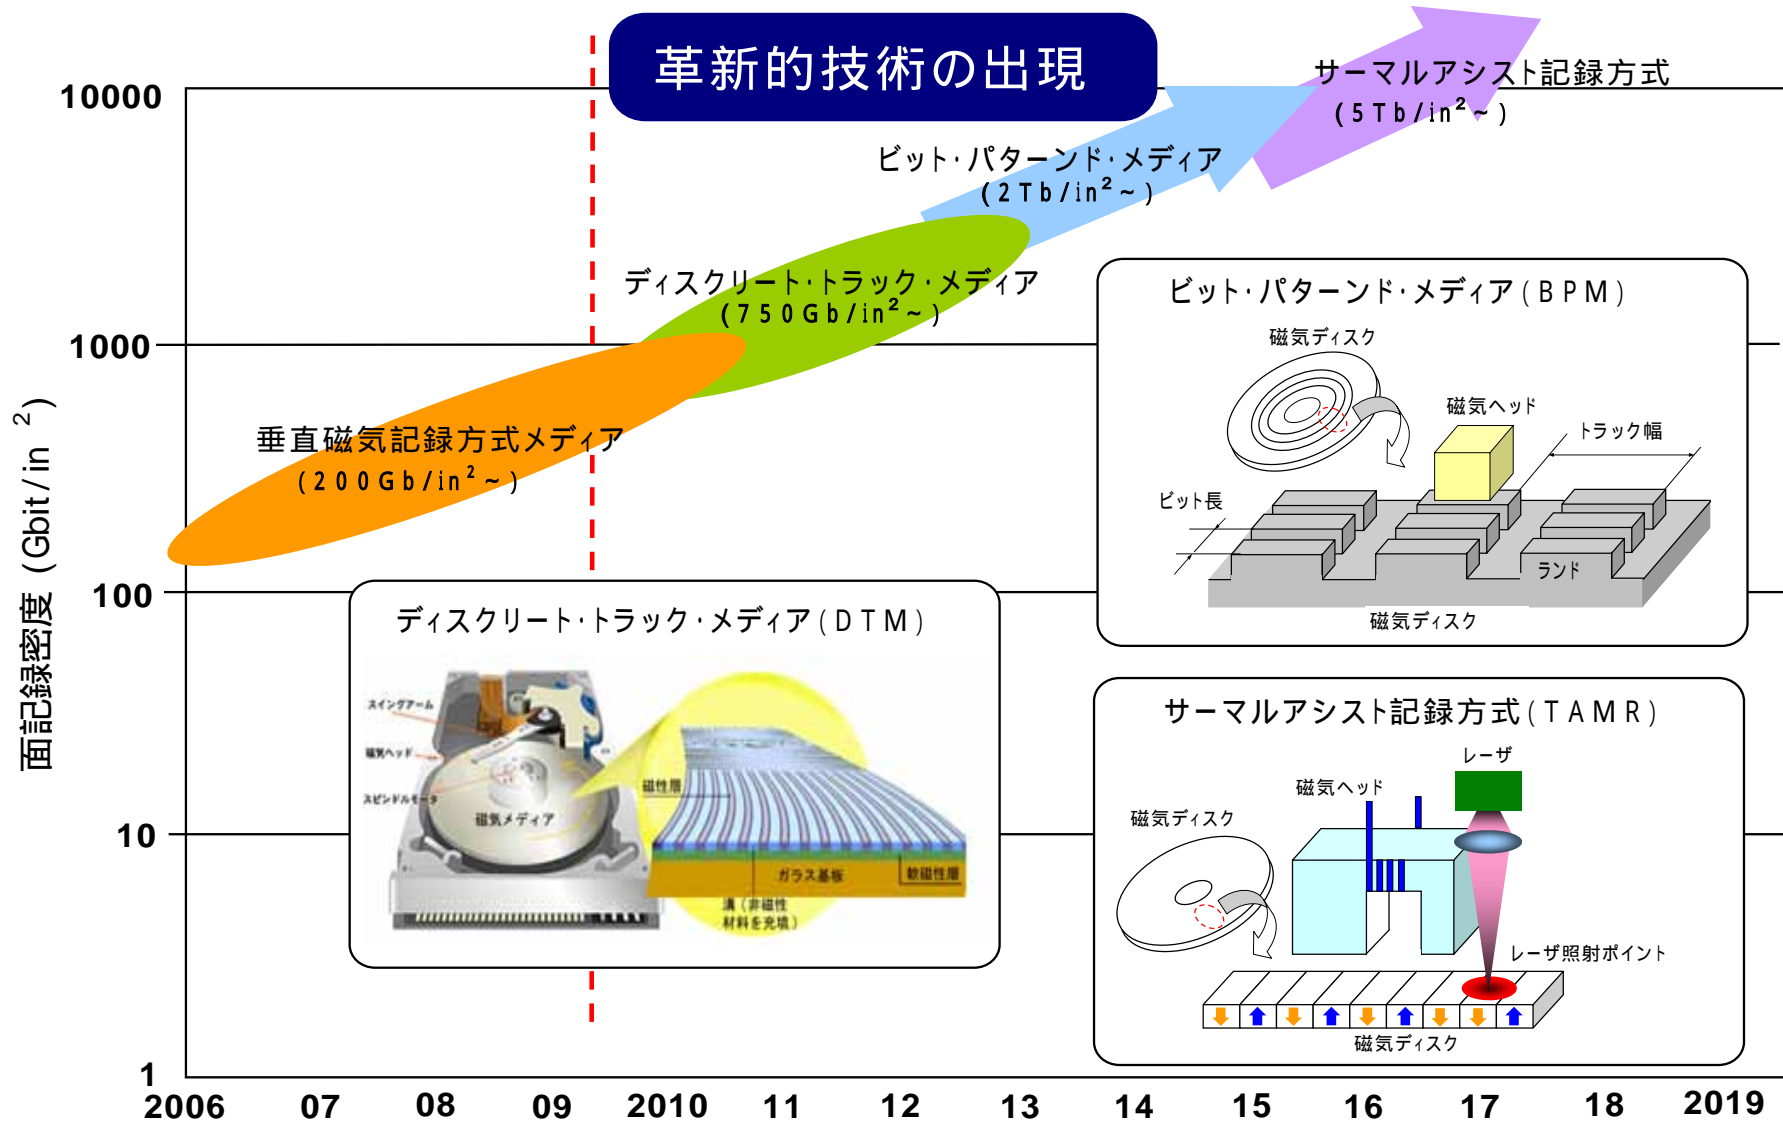 革新的技術の出現
サーマルアシスト記録方式
(5Tb/in²~)
ビット・パターンド・メディア
(2Tb/in²~)
ディスクリート・トラック・メディア
(750Gb/in²~)
垂直磁気記録方式メディア
(200Gb/in²~)
面記録密度 (Gbit/in²)
10000
1000
100
10
1
2006 07 08 09 2010 11 12 13 14 15 16 17 18 2019
ビット・パターンド・メディア(BPM)
磁気ディスク
磁気ヘッド
トラック幅
ビット長
ランド
磁気ディスク
ディスクリート・トラック・メディア(DTM)
スイングアーム
磁気ヘッド
スピンドルモータ
磁気メディア
磁性層
ガラス基板
軟磁性層
溝(非磁性
材料を充填)
サーマルアシスト記録方式(TAMR)
レーザ
磁気ヘッド
磁気ディスク
レーザ照射ポイント
磁気ディスク